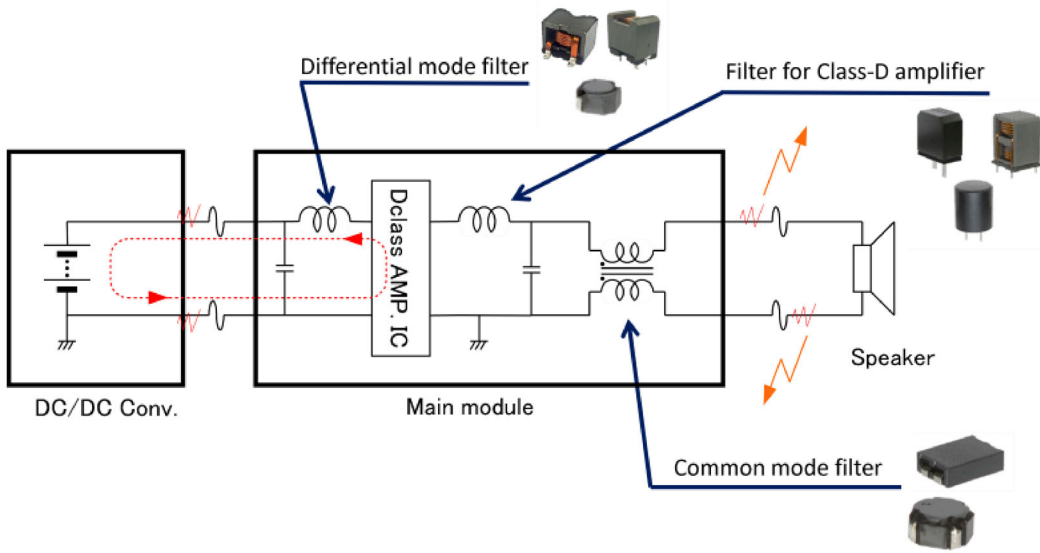 Differential mode filter
Filter for Class-D amplifier
Dclass AMP. IC
Speaker
DC/DC Conv.
Main module
Common mode filter